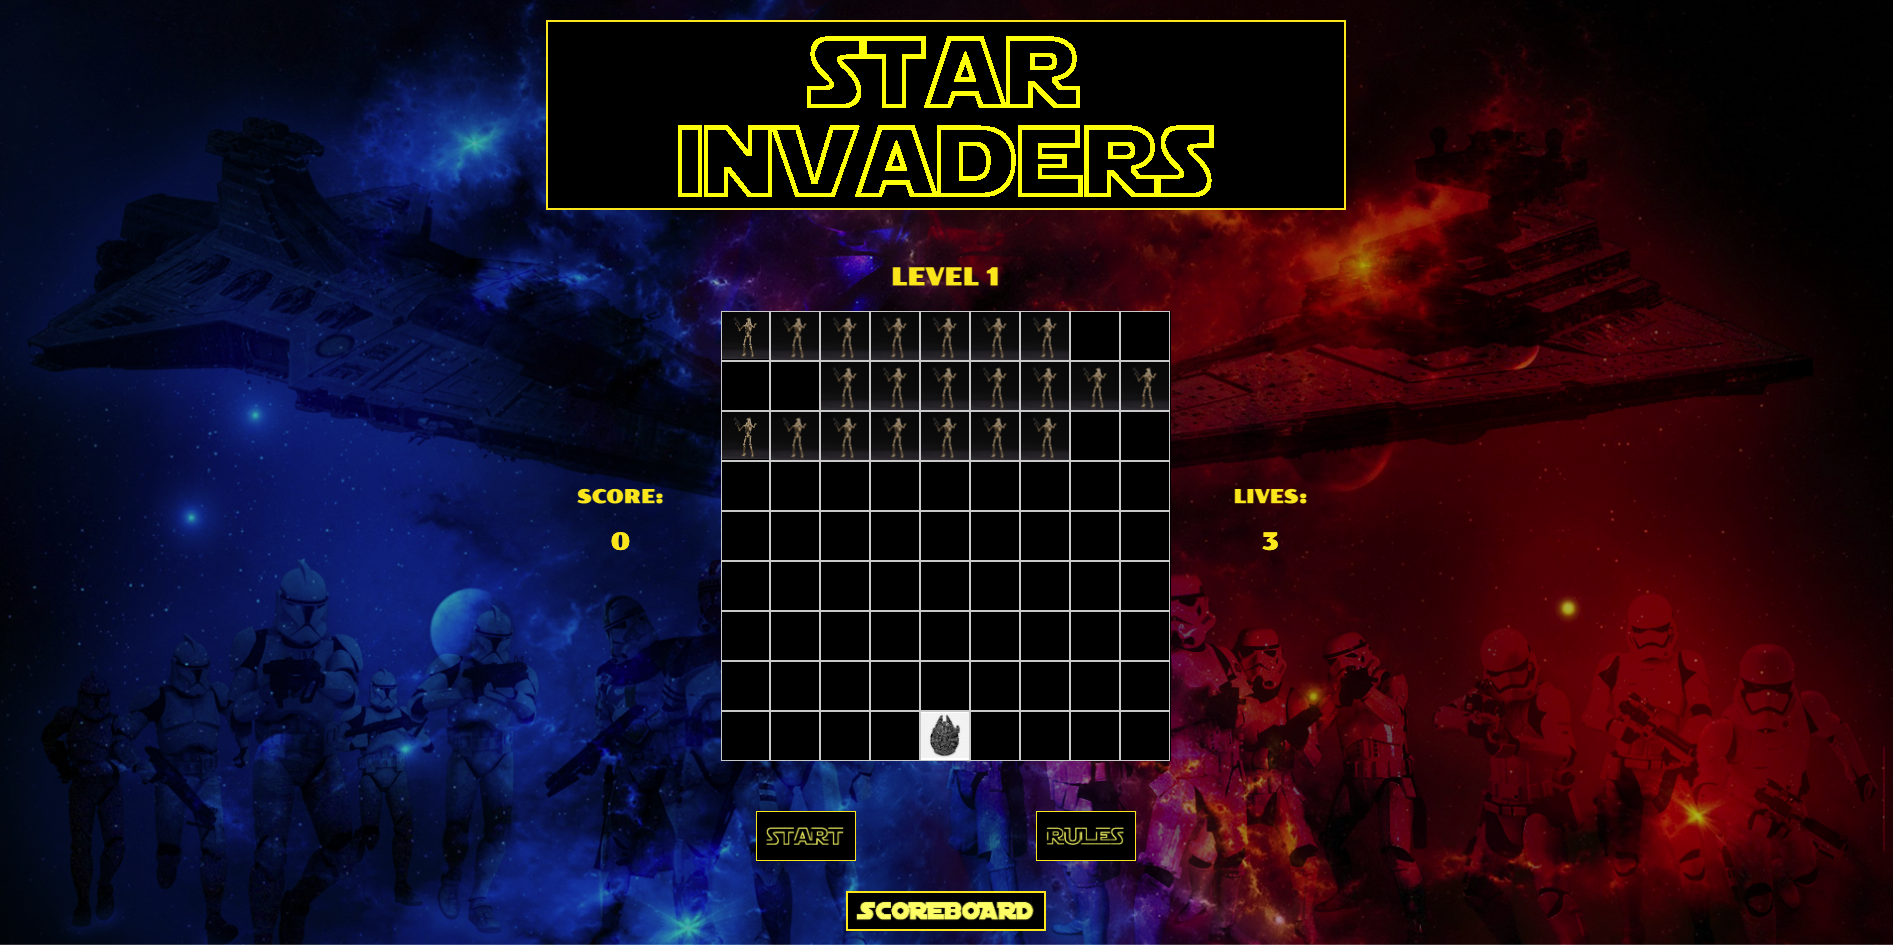 STAR
INVADERS
LEVEL 1
SCORE:
0
LIVES:
3
START
RULES
SCOREBOARD